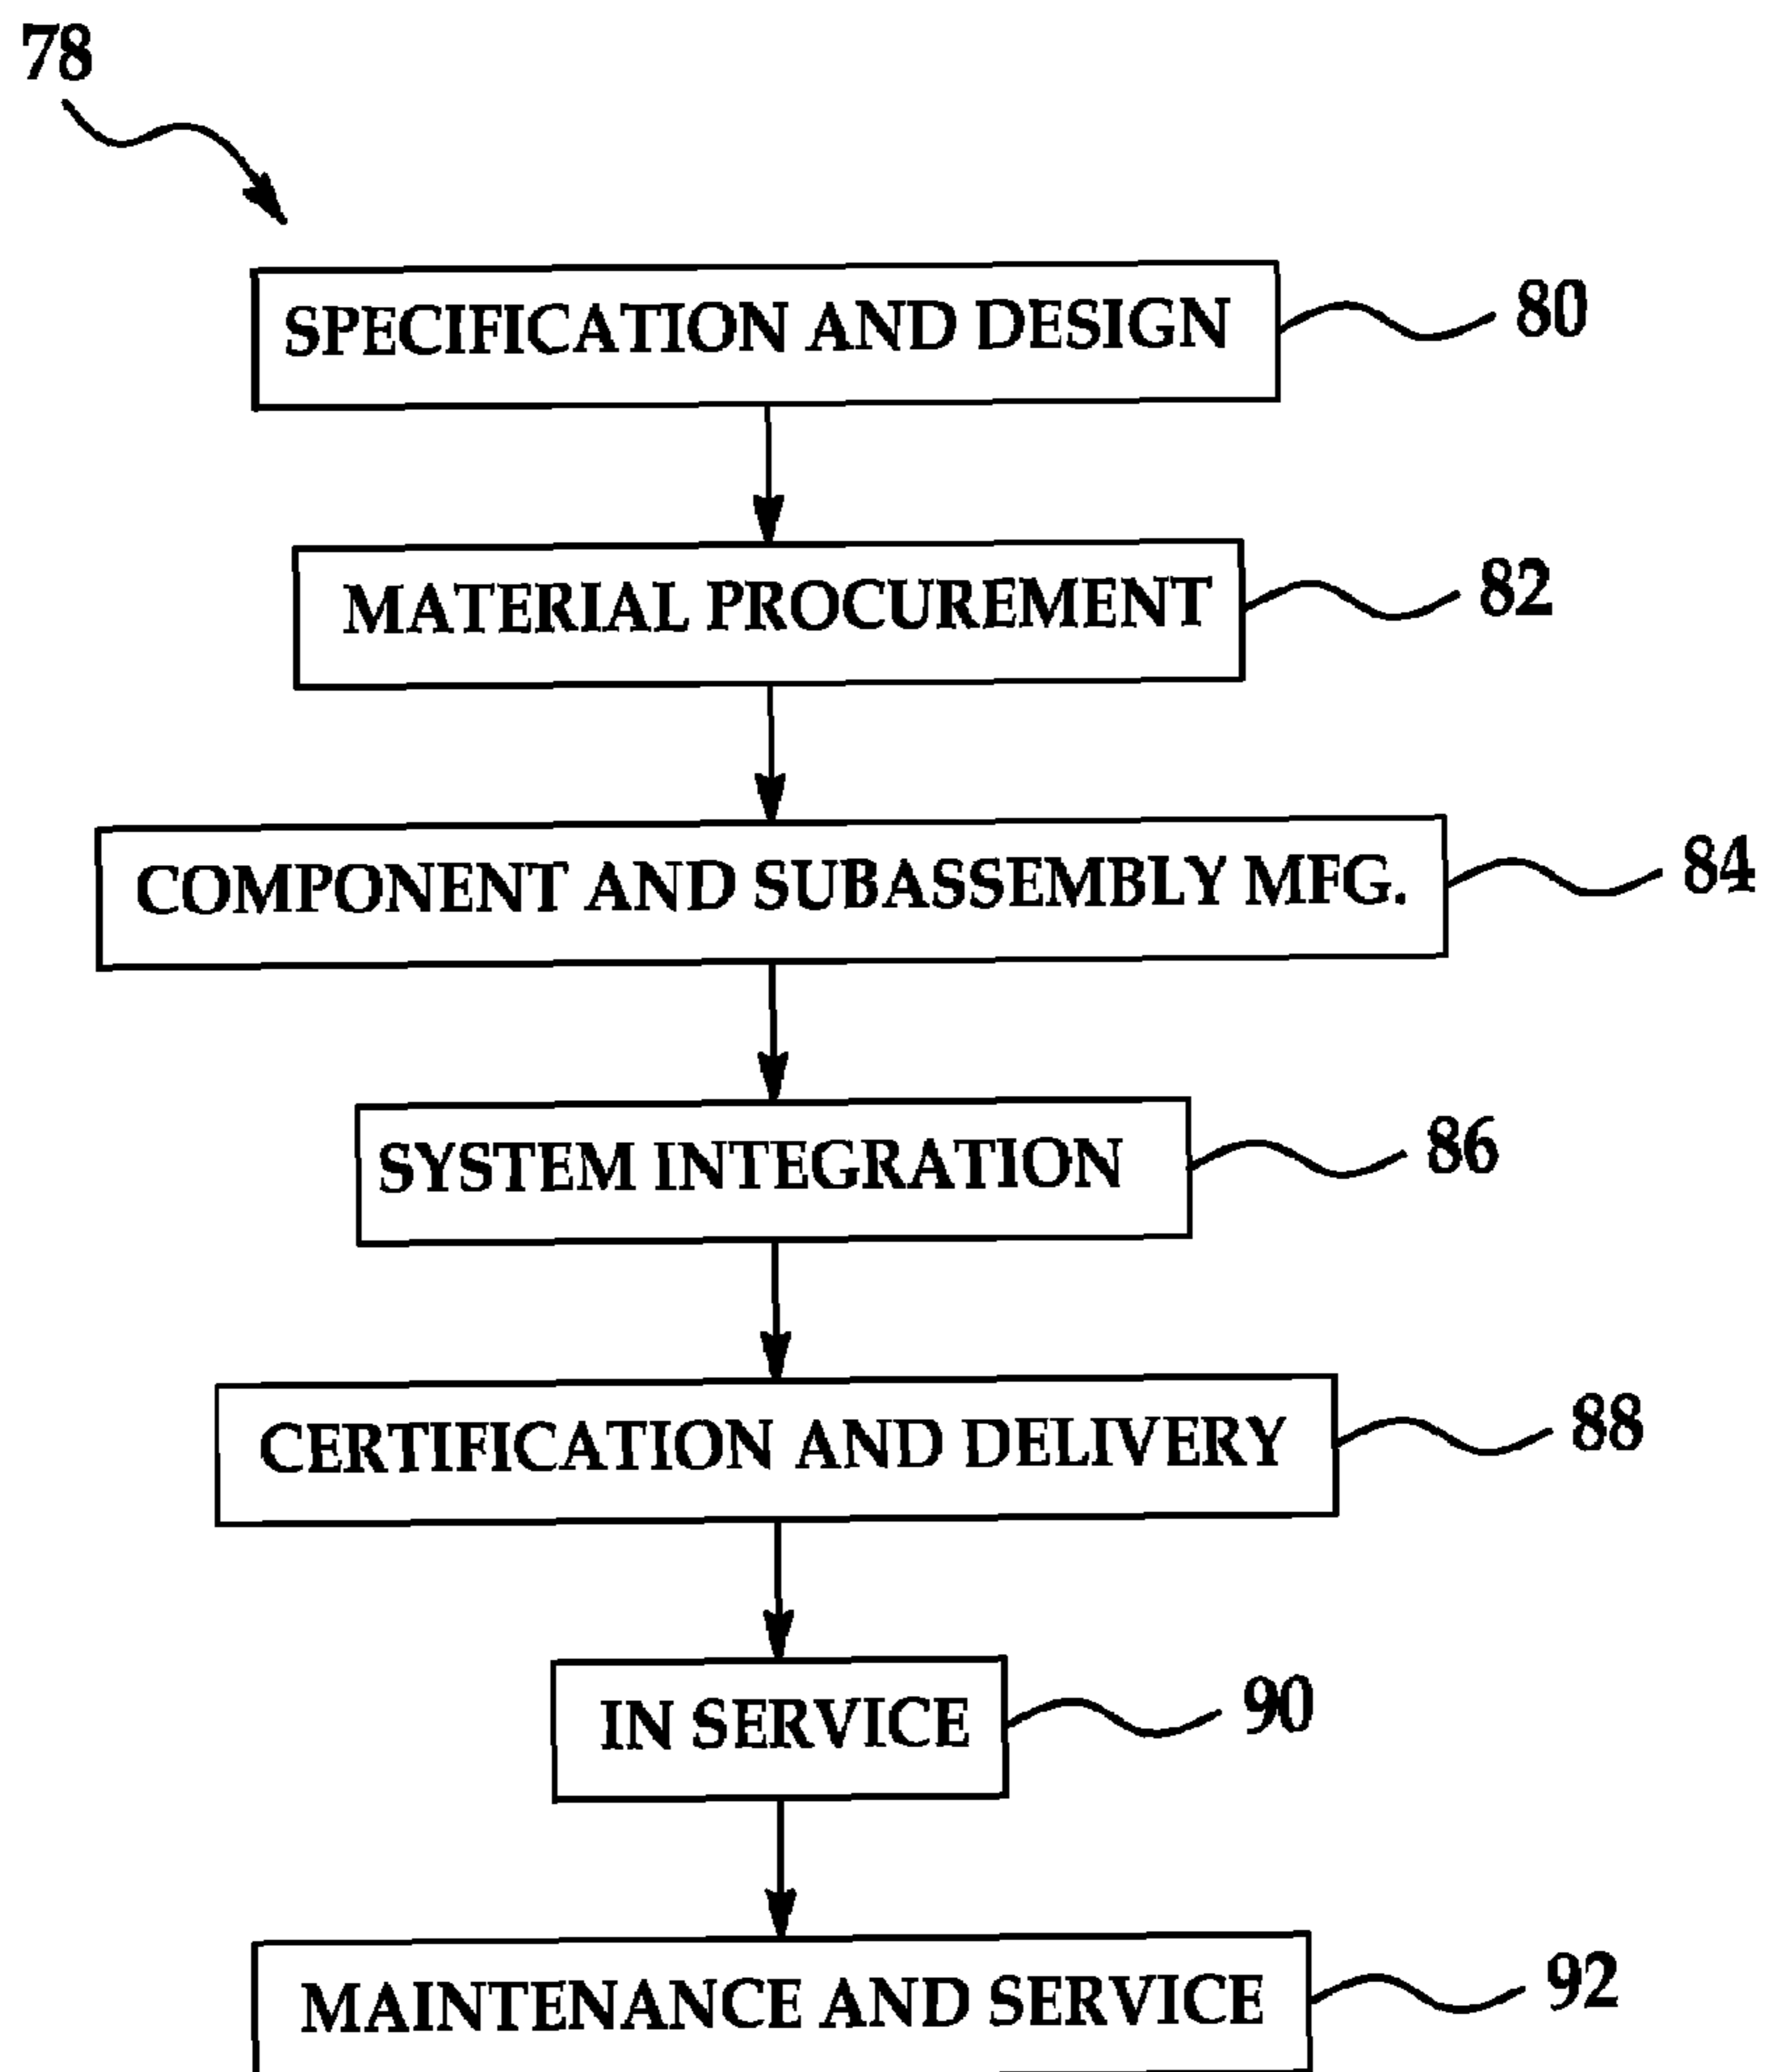 78
SPECIFICATION AND DESIGN 80
MATERIAL PROCUREMENT 82
COMPONENT AND SUBASSEMBLY MFG. 84
SYSTEM INTEGRATION 86
CERTIFICATION AND DELIVERY 88
IN SERVICE 90
MAINTENANCE AND SERVICE 92